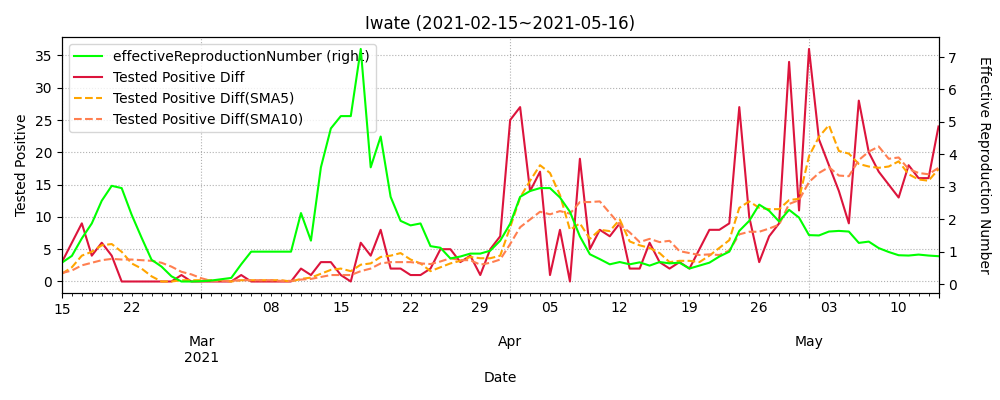 Iwate (2021-02-15~2021-05-16)
effectiveReproductionNumber (right)
Tested Positive Diff
Tested Positive Diff(SMA5)
Tested Positive Diff(SMA10)
Tested Positive
35
30
25
20
15
10
5
0
7
6
5
4
3
2
1
0
Effective Reproduction Number
15 22 08 15 22 29 05 12 19 26 03 10
Mar Apr May
2021
Date